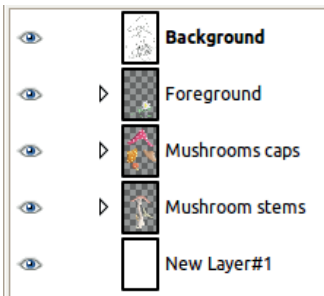 Background
Foreground
Mushrooms caps
Mushroom stems
New Layer#1